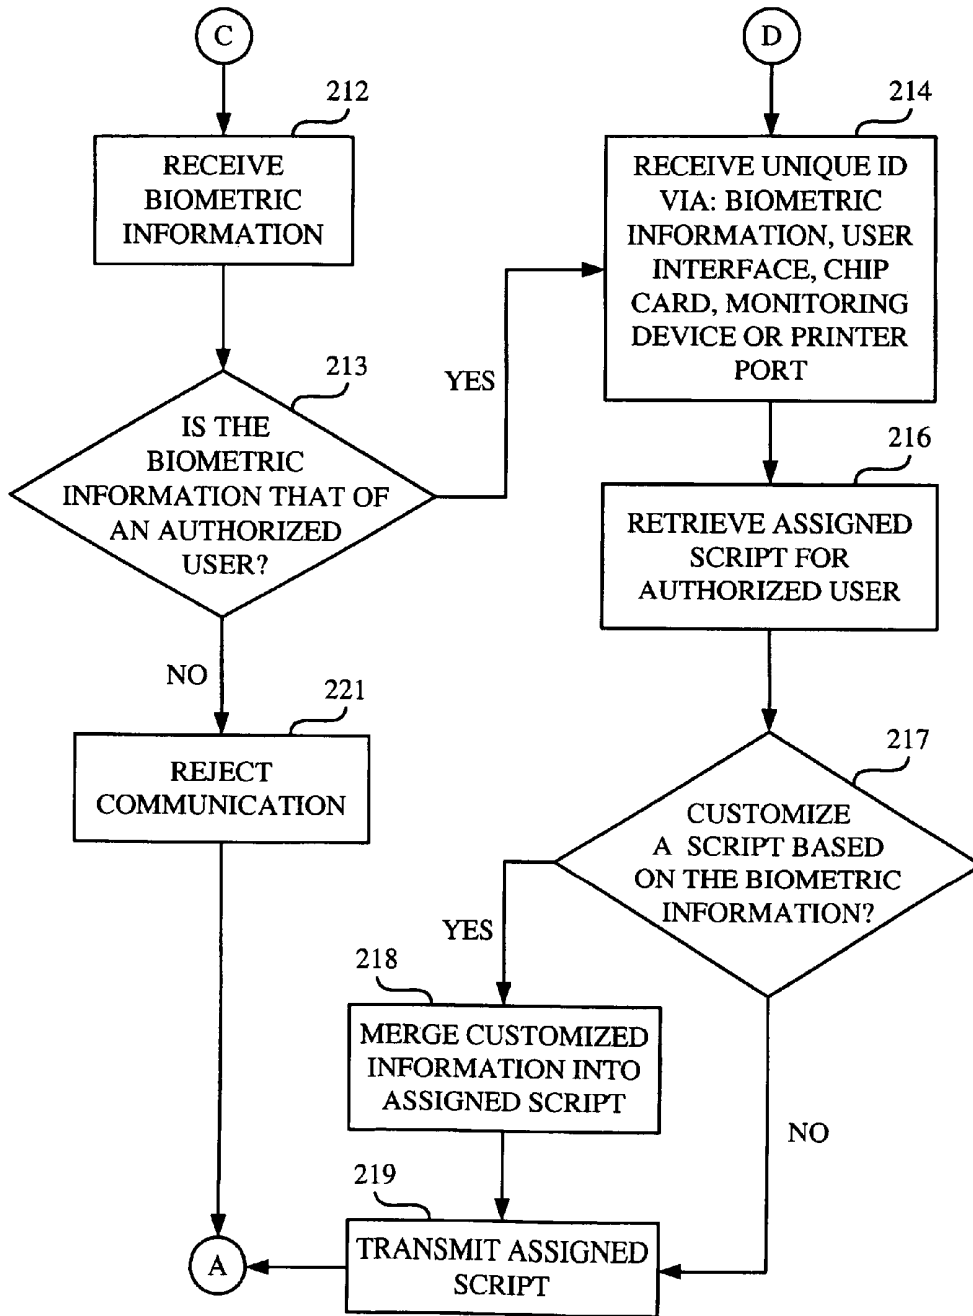 C
212
RECEIVE
BIOMETRIC
INFORMATION
213
IS THE
BIOMETRIC
INFORMATION THAT OF
AN AUTHORIZED
USER?
YES
NO
221
REJECT
COMMUNICATION
D
214
RECEIVE UNIQUE ID
VIA: BIOMETRIC
INFORMATION, USER
INTERFACE, CHIP
CARD, MONITORING
DEVICE OR PRINTER
PORT
216
RETRIEVE ASSIGNED
SCRIPT FOR
AUTHORIZED USER
217
CUSTOMIZE
A SCRIPT BASED
ON THE BIOMETRIC
INFORMATION?
YES
NO
218
MERGE CUSTOMIZED
INFORMATION INTO
ASSIGNED SCRIPT
219
TRANSMIT ASSIGNED
SCRIPT
A